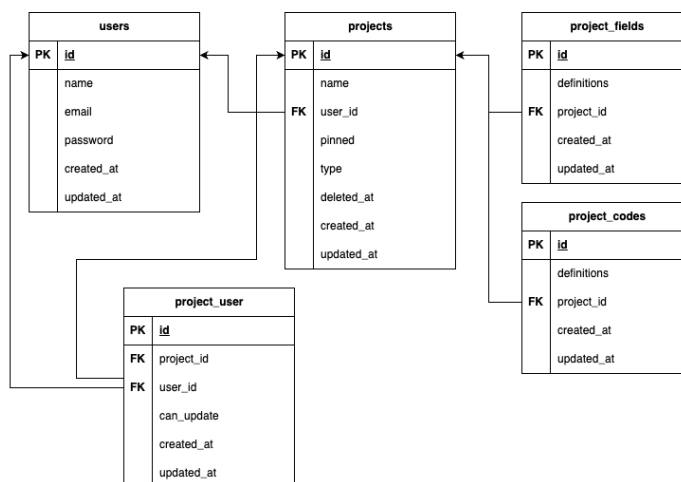 users
PK id
name
email
password
created_at
updated_at
projects
PK id
name
FK user_id
pinned
type
deleted_at
created_at
updated_at
project_fields
PK id
definitions
FK project_id
created_at
updated_at
project_codes
PK id
definitions
FK project_id
created_at
updated_at
project_user
PK id
FK project_id
FK user_id
can_update
created_at
updated_at